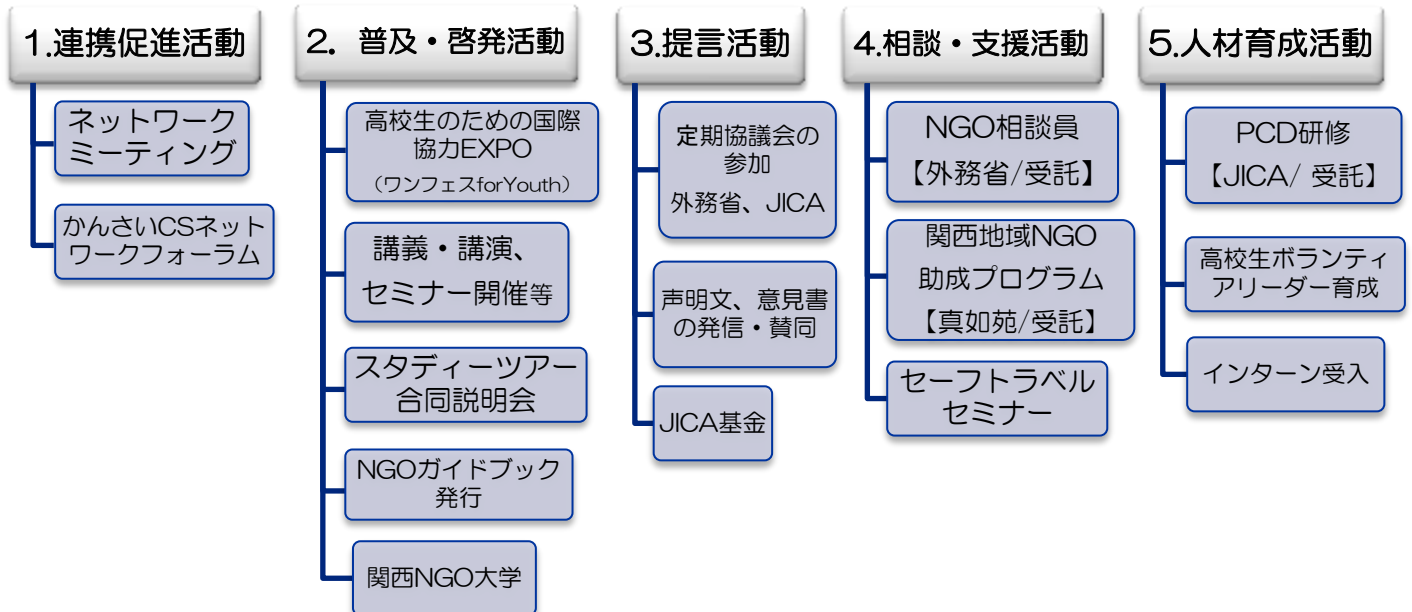 1.連携促進活動
ネットワーク
ミーティング
かんさいCSネット
ワークフォーラム
2. 普及・啓発活動
高校生のための国際
協力EXPO
（ワンフェスforYouth）
講義・講演、
セミナー開催等
スタディーツアー
合同説明会
NGOガイドブック
発行
関西NGO大学
3.提言活動
定期協議会の
参加
外務省、JICA
声明文、意見書
の発信・賛同
JICA基金
4.相談・支援活動
NGO相談員
【外務省/受託】
関西地域NGO
助成プログラム
【真如苑/受託】
セーフトラベル
セミナー
5.人材育成活動
PCD研修
【JICA/ 受託】
高校生ボランティ
アリーダー育成
インターン受入